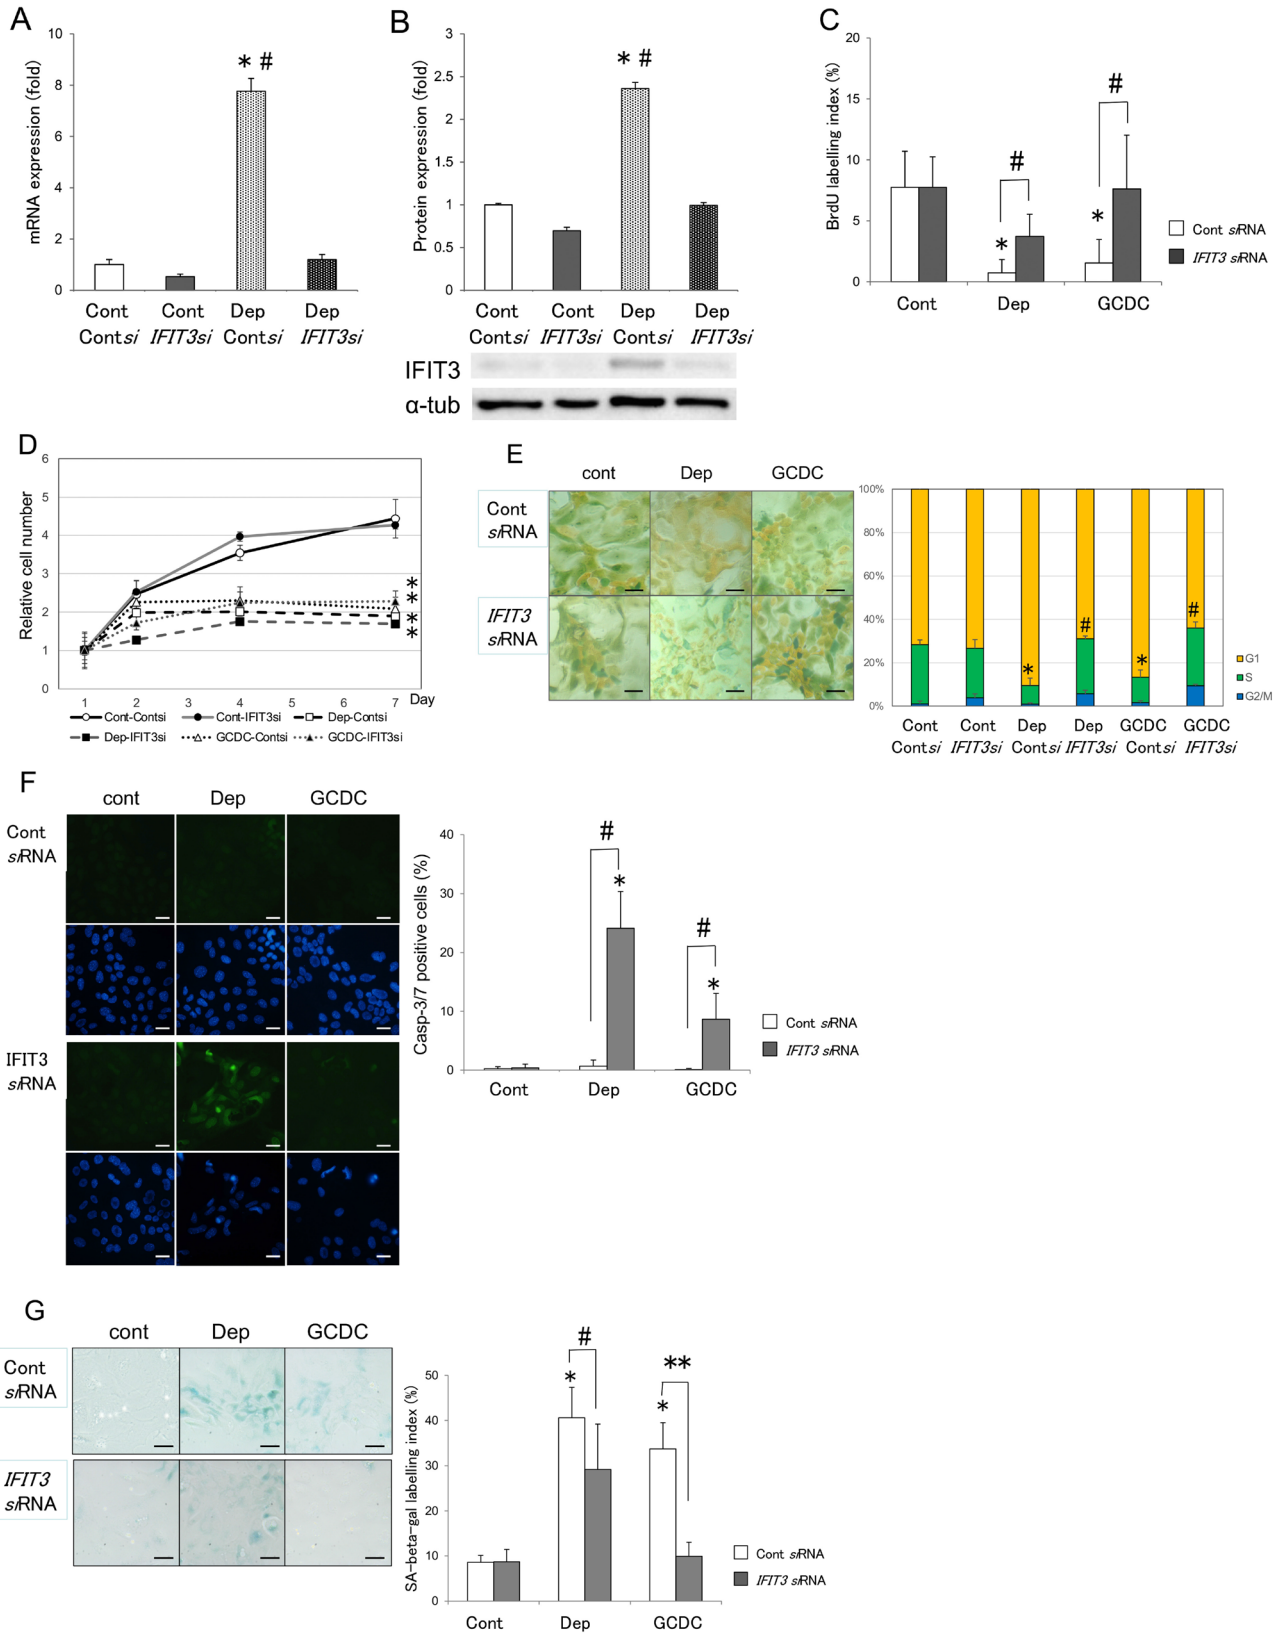 A
mRNA expression (fold)
10
8
6
4
2
0
* #
Cont Cont Dep Dep
Contsi IFIT3si Contsi IFIT3si
B
Protein expression (fold)
3
2.5
2
1.5
1
0.5
0
* #
Cont Cont Dep Dep
Contsi IFIT3si Contsi IFIT3si
IFIT3
α-tub
C
BrdU labelling index (%)
20
15
10
5
0
#
#
*
*
Cont Dep GCDC
Cont siRNA
IFIT3 siRNA
D
Relative cell number
6
5
4
3
2
1
0
*
*
*
*
1 2 3 4 5 6 7 Day
Cont-Contsi Cont-IFIT3si Dep-Contsi
Dep-IFIT3si GCDC-Contsi GCDC-IFIT3si
E
cont Dep GCDC
Cont
siRNA
IFIT3
siRNA
100%
80%
60%
40%
20%
0%
* # * #
G1
S
G2/M
Cont Cont Dep Dep GCDC GCDC
Contsi IFIT3si Contsi IFIT3si Contsi IFIT3si
F
cont Dep GCDC
Cont
siRNA
IFIT3
siRNA
Casp-3/7 positive cells (%)
40
30
20
10
0
#
*
#
*
Cont Dep GCDC
Cont siRNA
IFIT3 siRNA
G
cont Dep GCDC
Cont
siRNA
IFIT3
siRNA
SA-beta-gal labelling index (%)
50
40
30
20
10
0
#
*
**
*
Cont Dep GCDC
Cont siRNA
IFIT3 siRNA